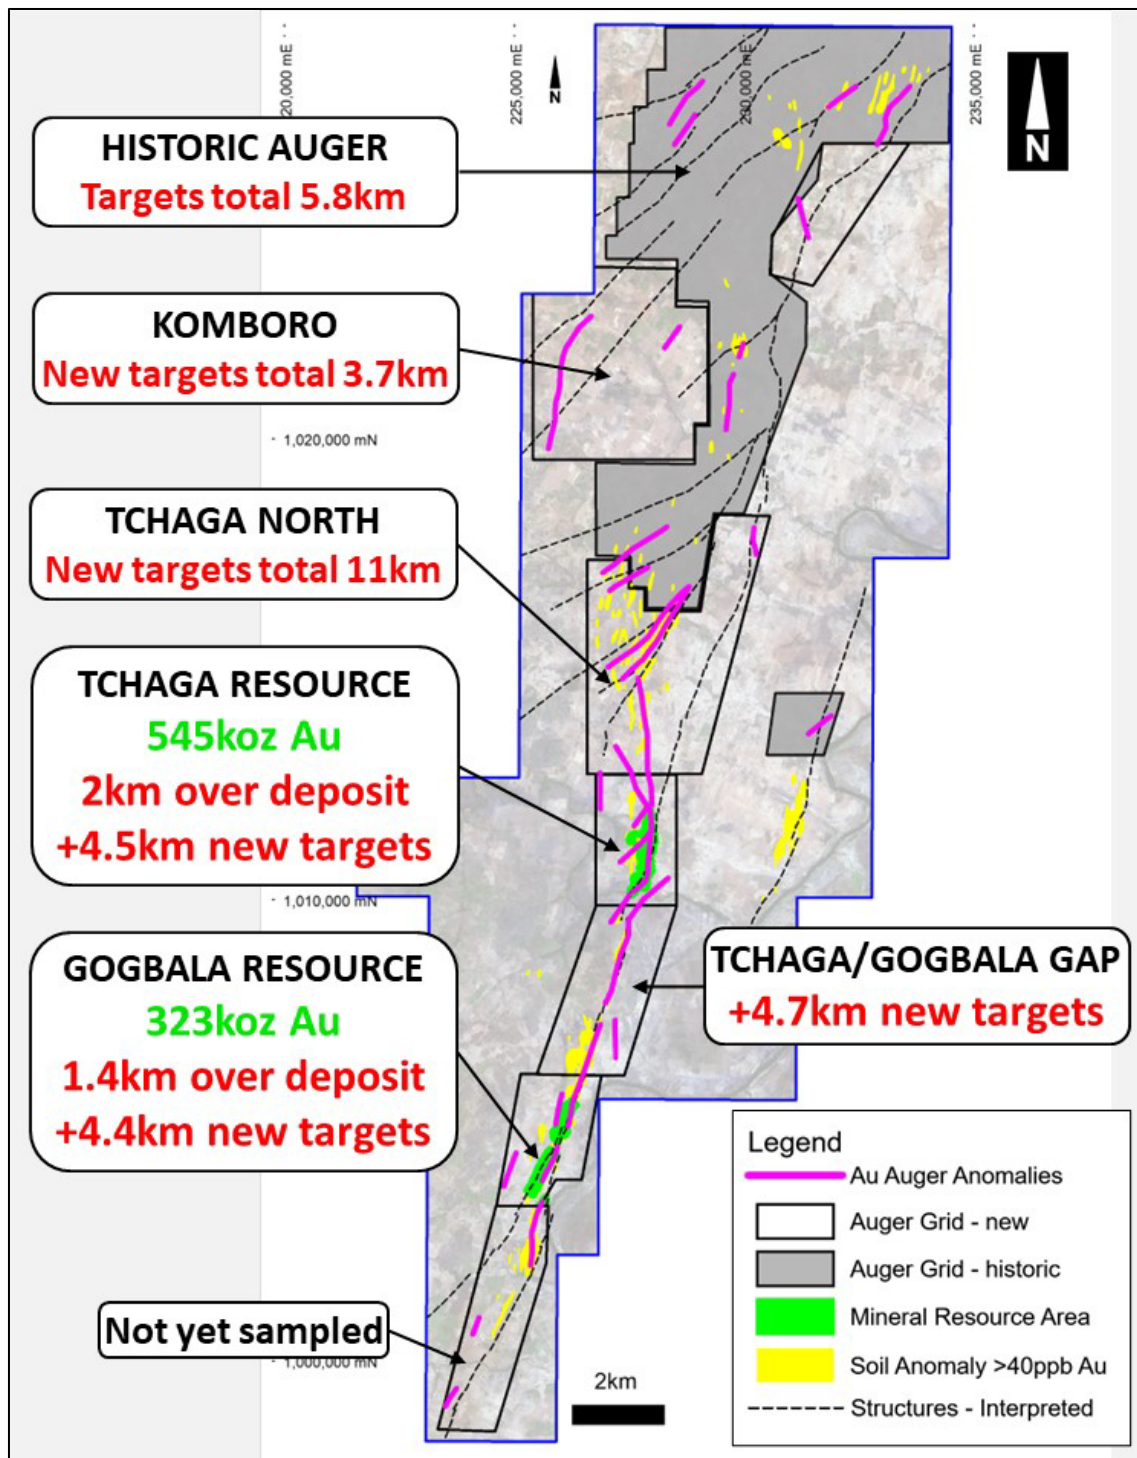 20,000 mE
225,000 mE
N
230,000 mE
235,000 mE
N
HISTORIC AUGER
Targets total 5.8km
KOMBORO
New targets total 3.7km
1,020,000 mN
TCHAGA NORTH
New targets total 11km
TCHAGA RESOURCE
545koz Au
2km over deposit
+4.5km new targets
1,010,000 mN
GOGBALA RESOURCE
323koz Au
1.4km over deposit
+4.4km new targets
TCHAGA/GOGBALA GAP
+4.7km new targets
Not yet sampled
1,000,000 mN
2km
Legend
Au Auger Anomalies
Auger Grid - new
Auger Grid - historic
Mineral Resource Area
Soil Anomaly >40ppb Au
Structures - Interpreted